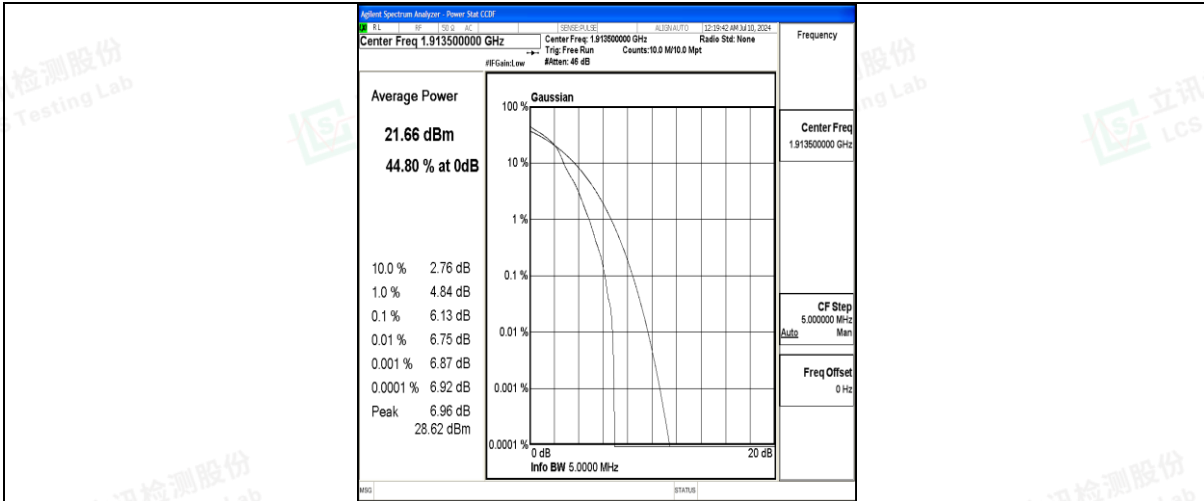 Agilent Spectrum Analyzer - Power Stat CCDF
RL RF 50 Ω AC SENSE:PULSE ALIGNAUTO 12:19:42 AM Jul 10, 2024
Center Freq 1.913500000 GHz
Center Freq: 1.913500000 GHz Radio Std: None
Trig: Free Run Counts:10.0 M/10.0 Mpt
#IFGain:Low #Atten: 46 dB
Frequency
Average Power
21.66 dBm
44.80 % at 0dB
10.0 % 2.76 dB
1.0 % 4.84 dB
0.1 % 6.13 dB
0.01 % 6.75 dB
0.001 % 6.87 dB
0.0001 % 6.92 dB
Peak 6.96 dB
28.62 dBm
Gaussian
100 %
10 %
1 %
0.1 %
0.01 %
0.001 %
0.0001 %
0 dB 20 dB
Info BW 5.0000 MHz
Center Freq
1.913500000 GHz
CF Step
5.000000 MHz
Auto Man
Freq Offset
0 Hz
MSG STATUS
讯检测股份
Testing Lab
立讯
LCS